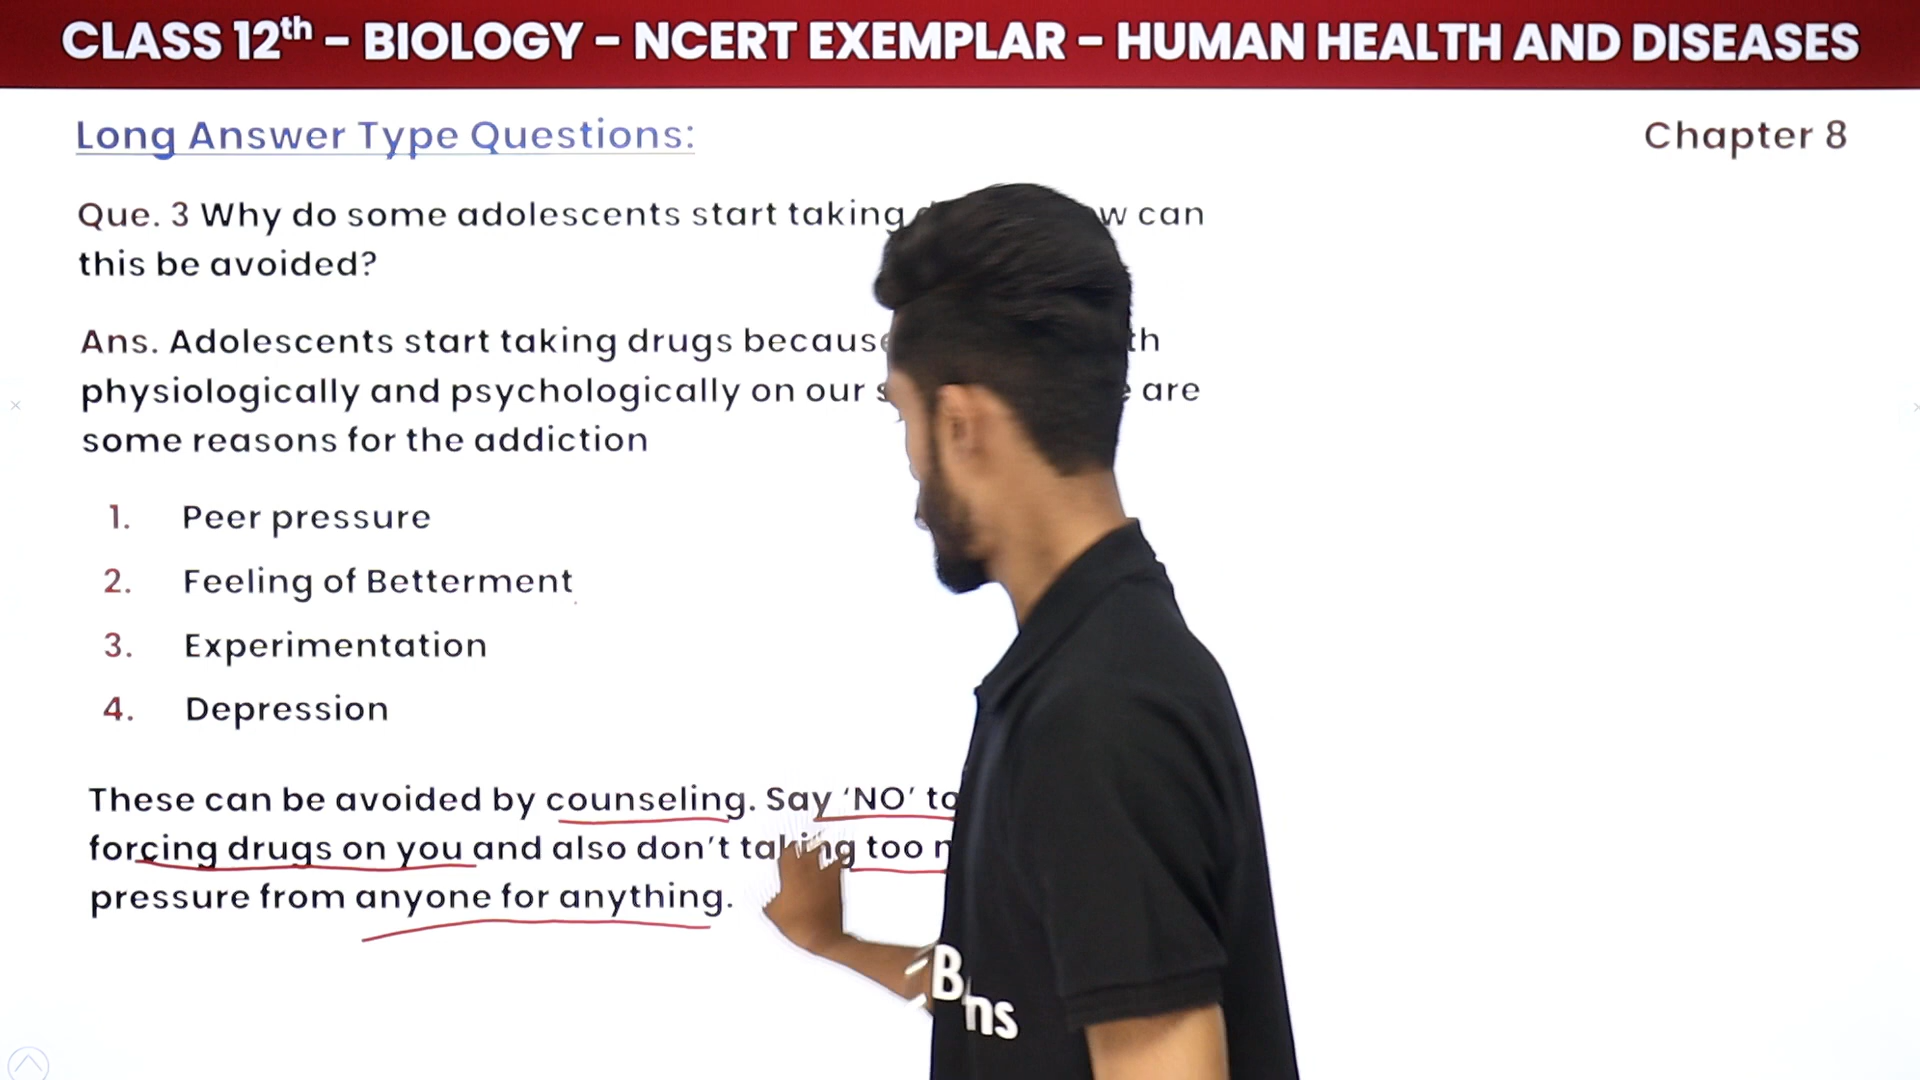 CLASS 12th - BIOLOGY - NCERT EXEMPLAR - HUMAN HEALTH AND DISEASES
Long Answer Type Questions:
Chapter 8
Que. 3 Why do some adolescents start taking can
this be avoided?
Ans. Adolescents start taking drugs
physiologically and psychologically on our are
some reasons for the addiction
1. Peer pressure
2. Feeling of Betterment
3. Experimentation
4. Depression
These can be avoided by counseling. Say ‘NO’ to
forcing drugs on you and also don’t taking too
pressure from anyone for anything.